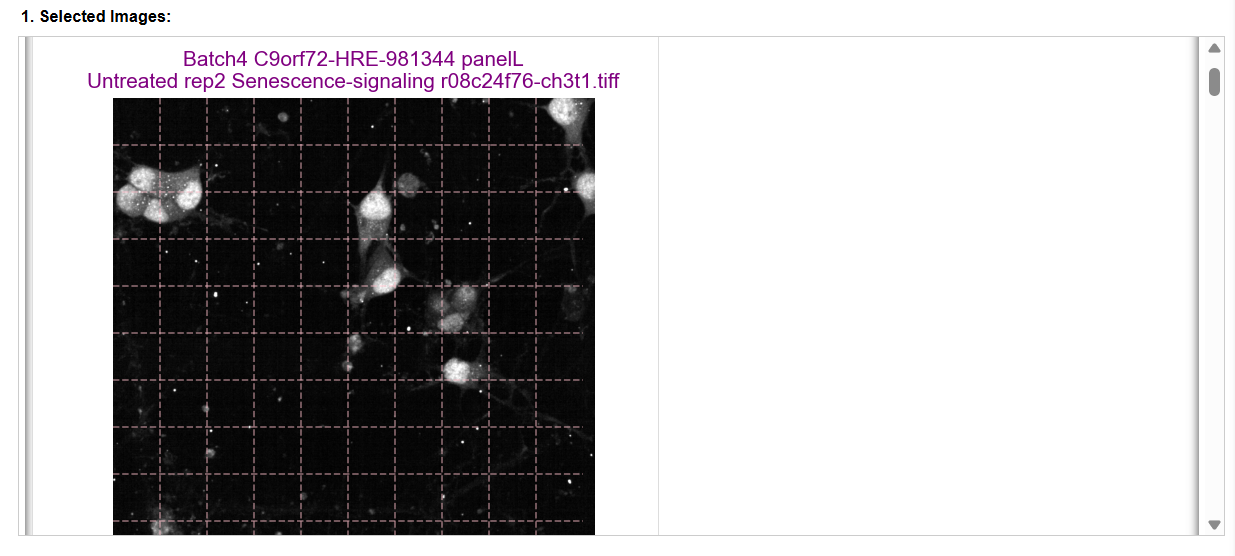 1. Selected Images:
Batch4 C9orf72-HRE-981344 panelL
Untreated rep2 Senescence-signaling r08c24f76-ch3t1.tiff